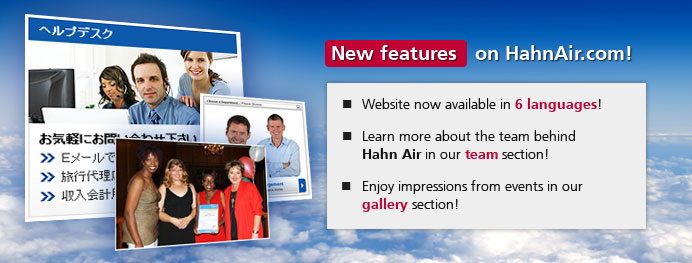 ヘルプデスク
お気軽にお問い合わせ下さい
Eメールで
旅行代理店
収入会計用
New features on HahnAir.com!
Website now available in 6 languages!
Learn more about the team behind
Hahn Air in our team section!
Enjoy impressions from events in our
gallery section!